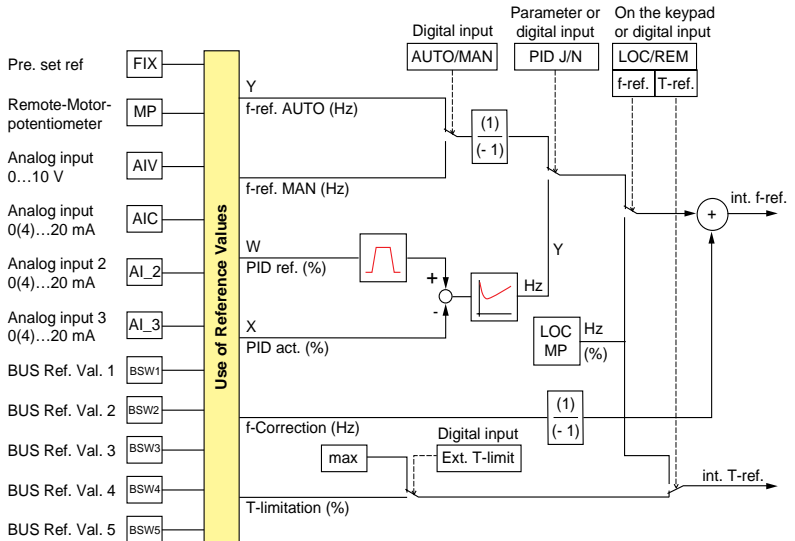 Pre. set ref
FIX
Remote-Motor-
potentiometer
MP
Analog input
0…10 V
AIV
Analog input
0(4)…20 mA
AIC
Analog input 2
0(4)…20 mA
AI_2
Analog input 3
0(4)…20 mA
AI_3
BUS Ref. Val. 1
BSW1
BUS Ref. Val. 2
BSW2
BUS Ref. Val. 3
BSW3
BUS Ref. Val. 4
BSW4
BUS Ref. Val. 5
BSW5
Use of Reference Values
Digital input
AUTO/MAN
Parameter or
digital input
PID J/N
On the keypad
or digital input
LOC/REM
f-ref.
T-ref.
Y
f-ref. AUTO (Hz)
(1)
(- 1)
f-ref. MAN (Hz)
int. f-ref.
+
W
PID ref. (%)
+
-
Hz
Y
X
PID act. (%)
LOC
MP
Hz
(%)
f-Correction (Hz)
(1)
(- 1)
Digital input
Ext. T-limit
max
T-limitation (%)
int. T-ref.